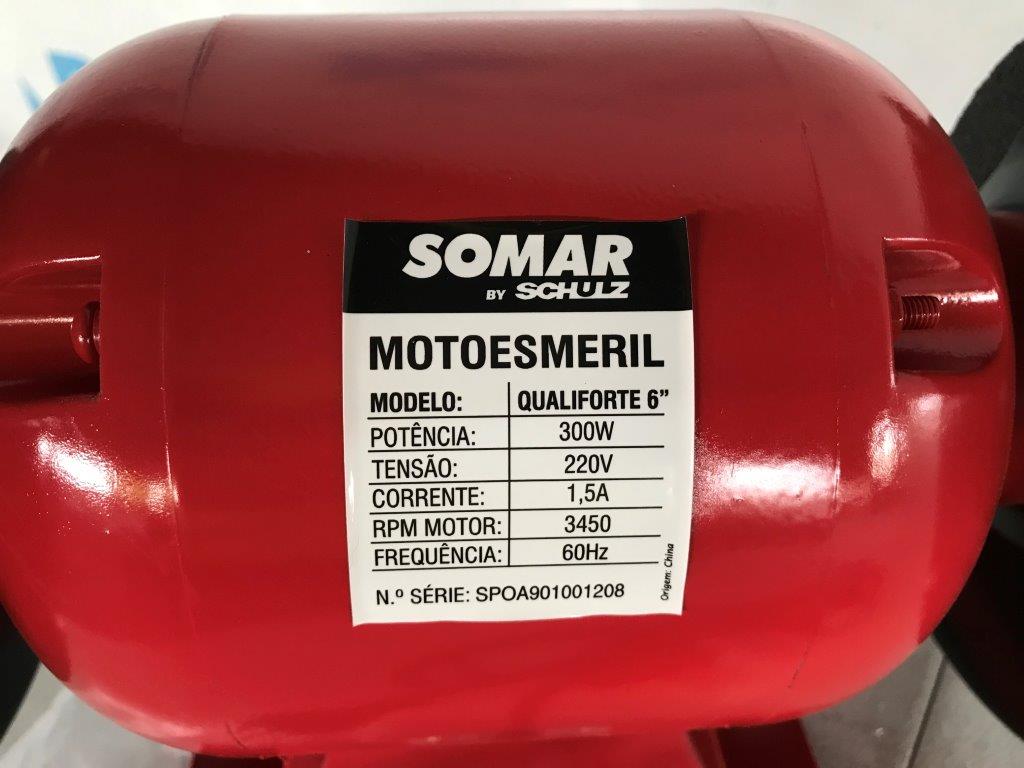 SOMAR
BY SCHULZ
MOTOESMERIL
MODELO: QUALIFORTE 6”
POTÊNCIA: 300W
TENSÃO: 220V
CORRENTE: 1,5A
RPM MOTOR: 3450
FREQUÊNCIA: 60Hz
N.º SÉRIE: SPOA901001208
Origem: China